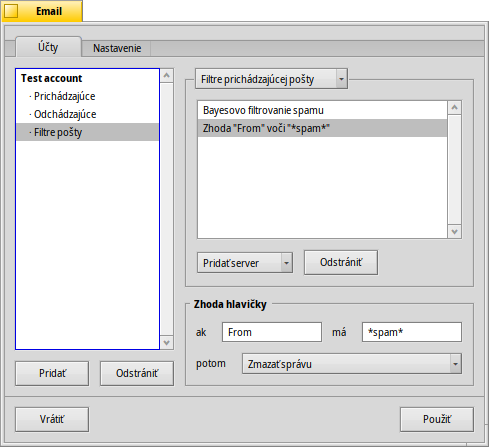 Email
Účty
Nastavenie
Test account
· Prichádzajúce
· Odchádzajúce
· Filtre pošty
Pridať
Odstrániť
Filtre prichádzajúcej pošty
Bayesovo filtrovanie spamu
Zhoda "From" voči "*spam*"
Pridať server
Odstrániť
Zhoda hlavičky
ak
From
má
*spam*
potom
Zmazať správu
Vrátiť
Použiť